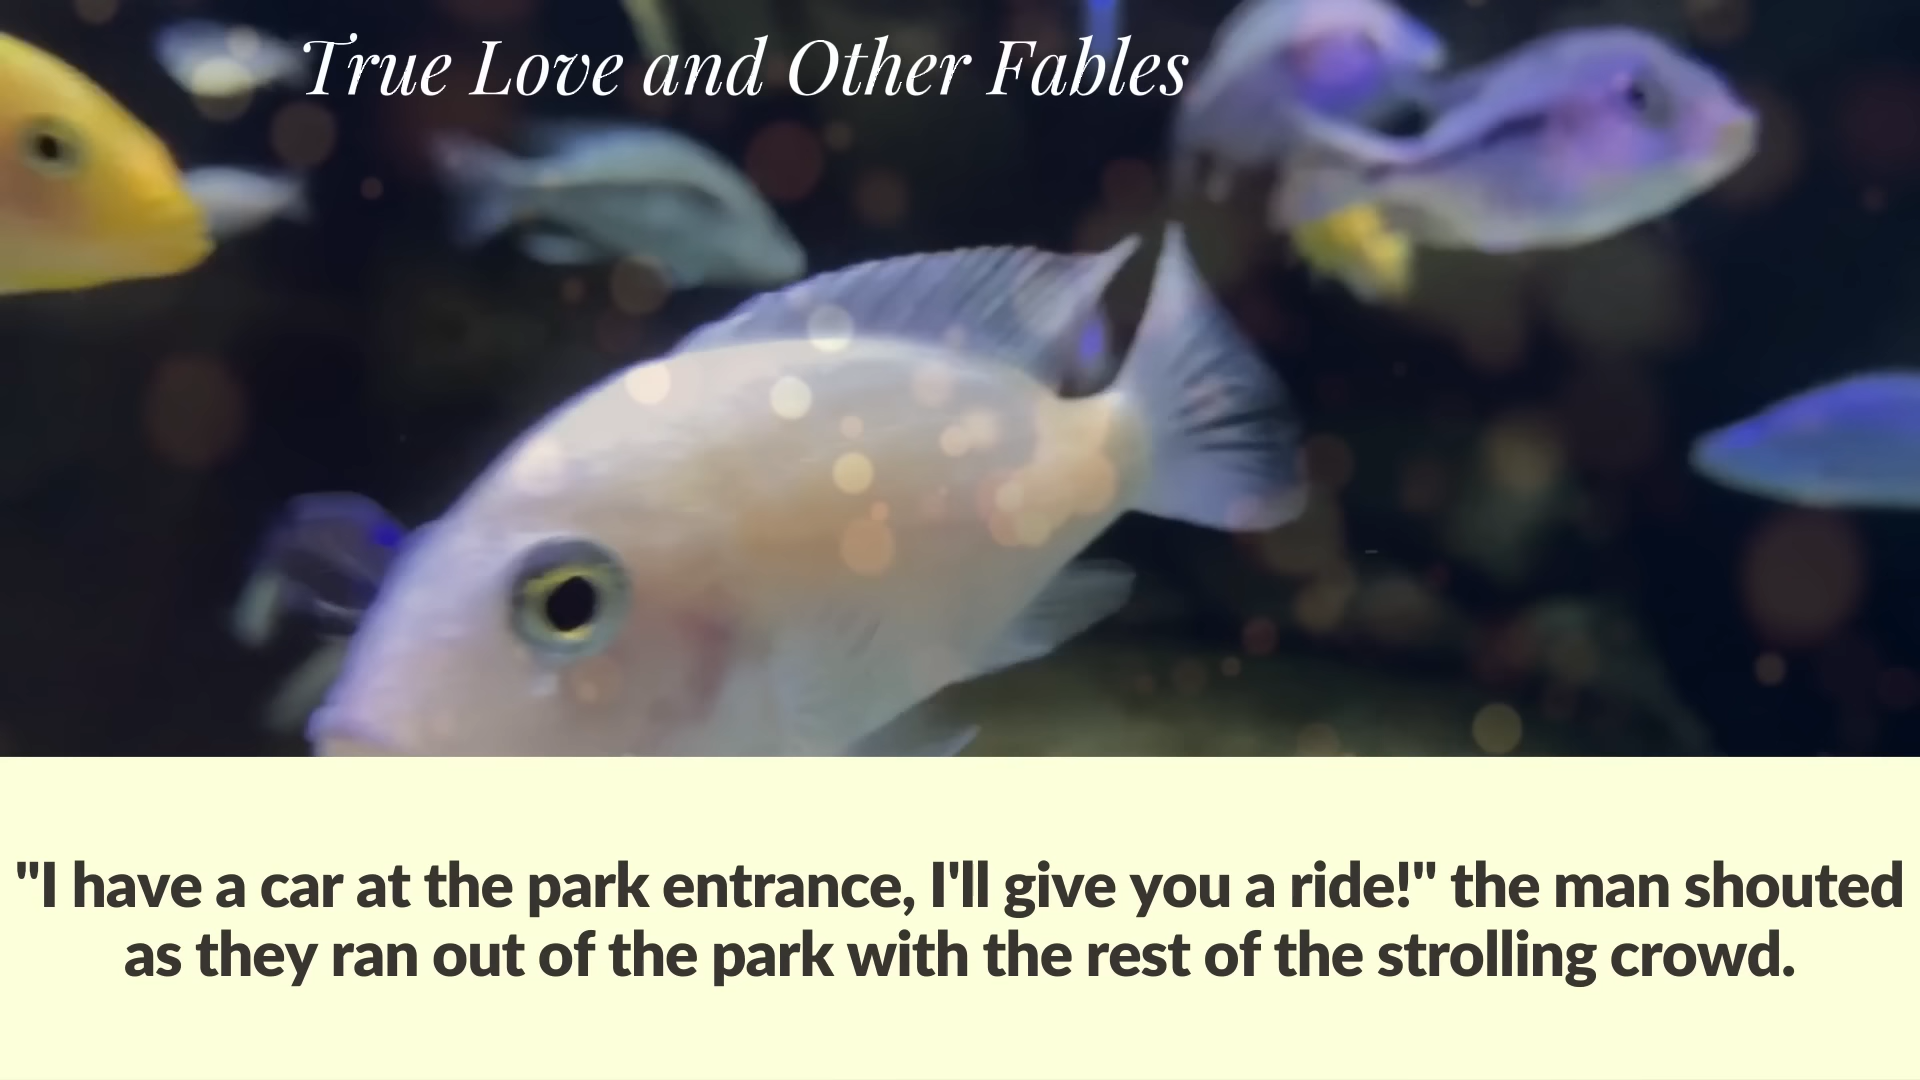 True Love and Other Fables
"I have a car at the park entrance, I'll give you a ride!" the man shouted
as they ran out of the park with the rest of the strolling crowd.